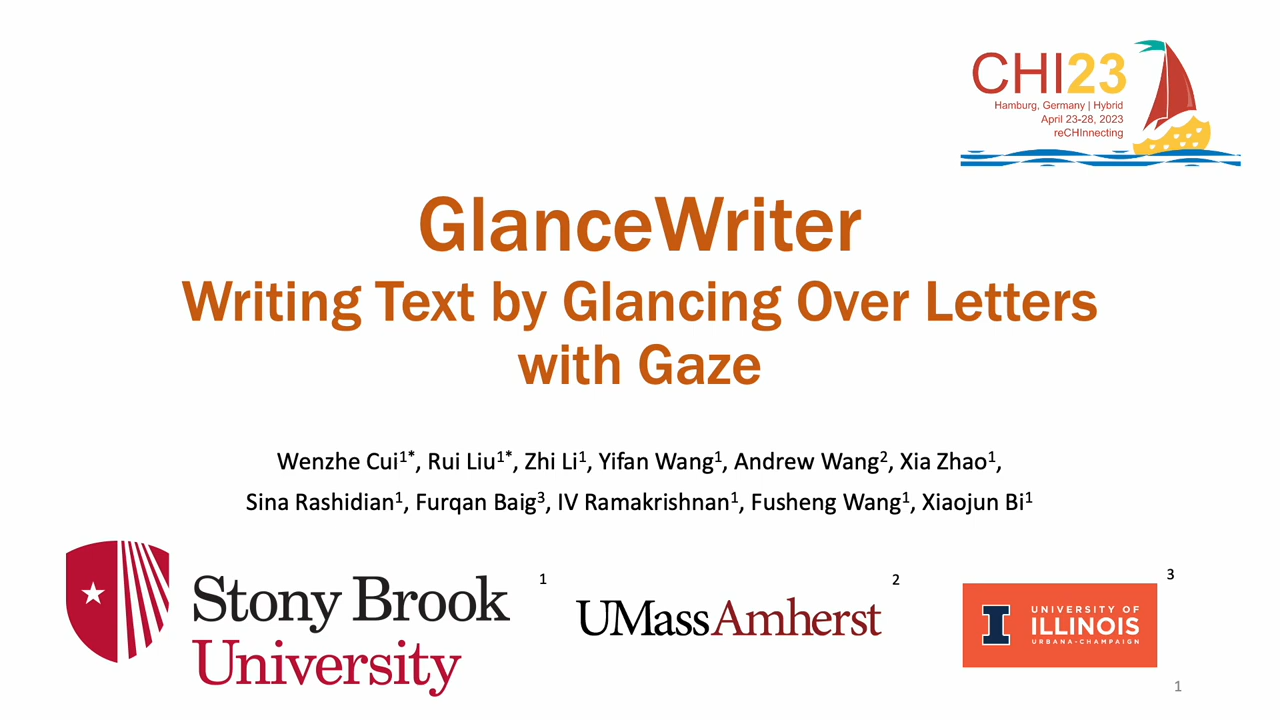 CHI23
Hamburg, Germany | Hybrid
April 23-28, 2023
reCHInnecting
GlanceWriter
Writing Text by Glancing Over Letters
with Gaze
Wenzhe Cui1*, Rui Liu1*, Zhi Li1, Yifan Wang1, Andrew Wang2, Xia Zhao1,
Sina Rashidian1, Furqan Baig3, IV Ramakrishnan1, Fusheng Wang1, Xiaojun Bi1
Stony Brook
University
1
UMassAmherst
2
I
UNIVERSITY OF
ILLINOIS
URBANA-CHAMPAIGN
3
1